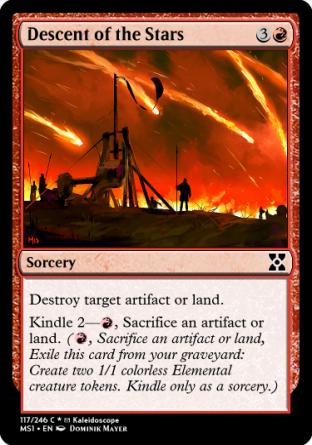 Descent of the Stars 3
Sorcery
Destroy target artifact or land.
Kindle 2—, Sacrifice an artifact or
land. (, Sacrifice an artifact or land,
Exile this card from your graveyard:
Create two 1/1 colorless Elemental
creature tokens. Kindle only as a sorcery.)
117/246 C * Kaleidoscope
MS1 • EN Dominik Mayer